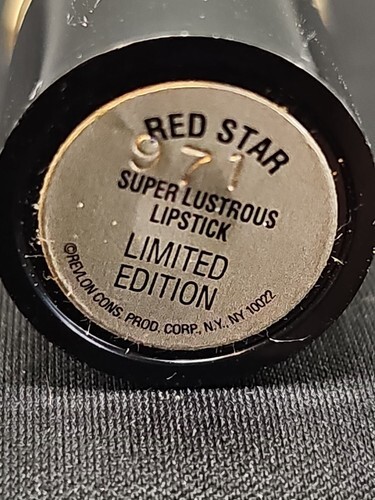 RED STAR
971
SUPER LUSTROUS
LIPSTICK
LIMITED
EDITION
©REVLON CONS. PROD. CORP., N.Y., NY 10022